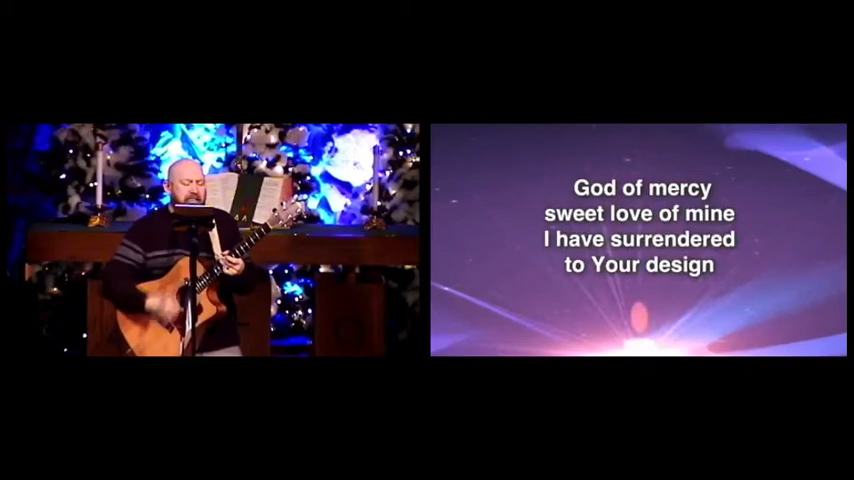 God of mercy
sweet love of mine
I have surrendered
to Your design